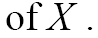 of X .